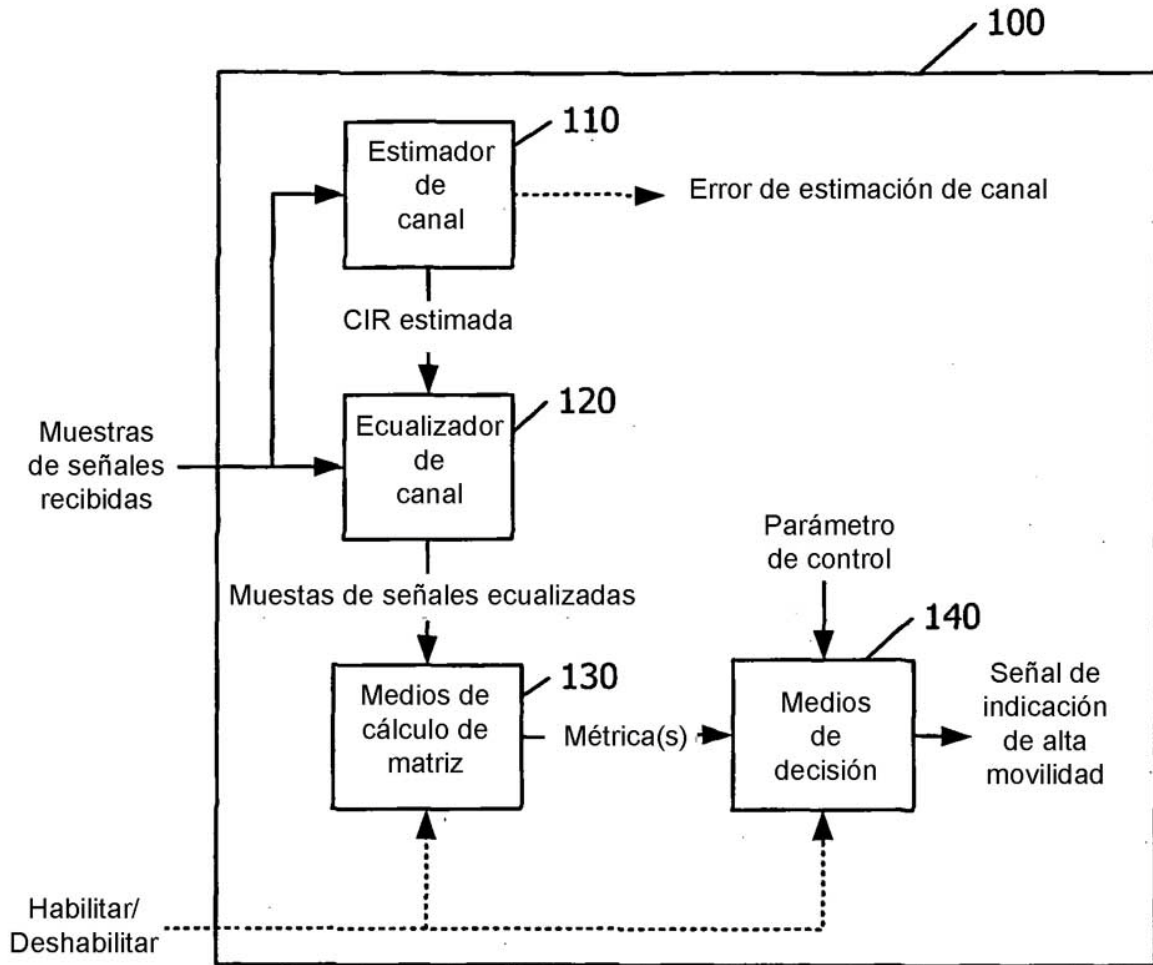 100
110
Estimador
de
canal
Error de estimación de canal
CIR estimada
120
Ecualizador
de
canal
Muestras
de señales
recibidas
Parámetro
de control
Muestas de señales ecualizadas
130
Medios de
cálculo de
matriz
Métrica(s)
140
Medios
de
decisión
Señal de
indicación
de alta
movilidad
Habilitar/
Deshabilitar